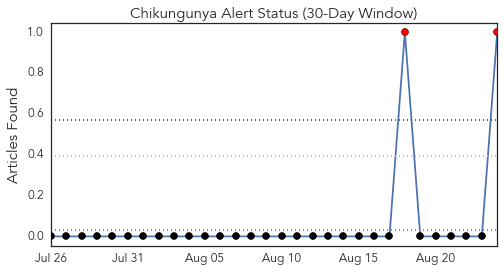 Chikungunya Alert Status (30-Day Window)
Articles Found
1.0
0.8
0.6
0.4
0.2
0.0
Jul 26 Jul 31 Aug 05 Aug 10 Aug 15 Aug 20